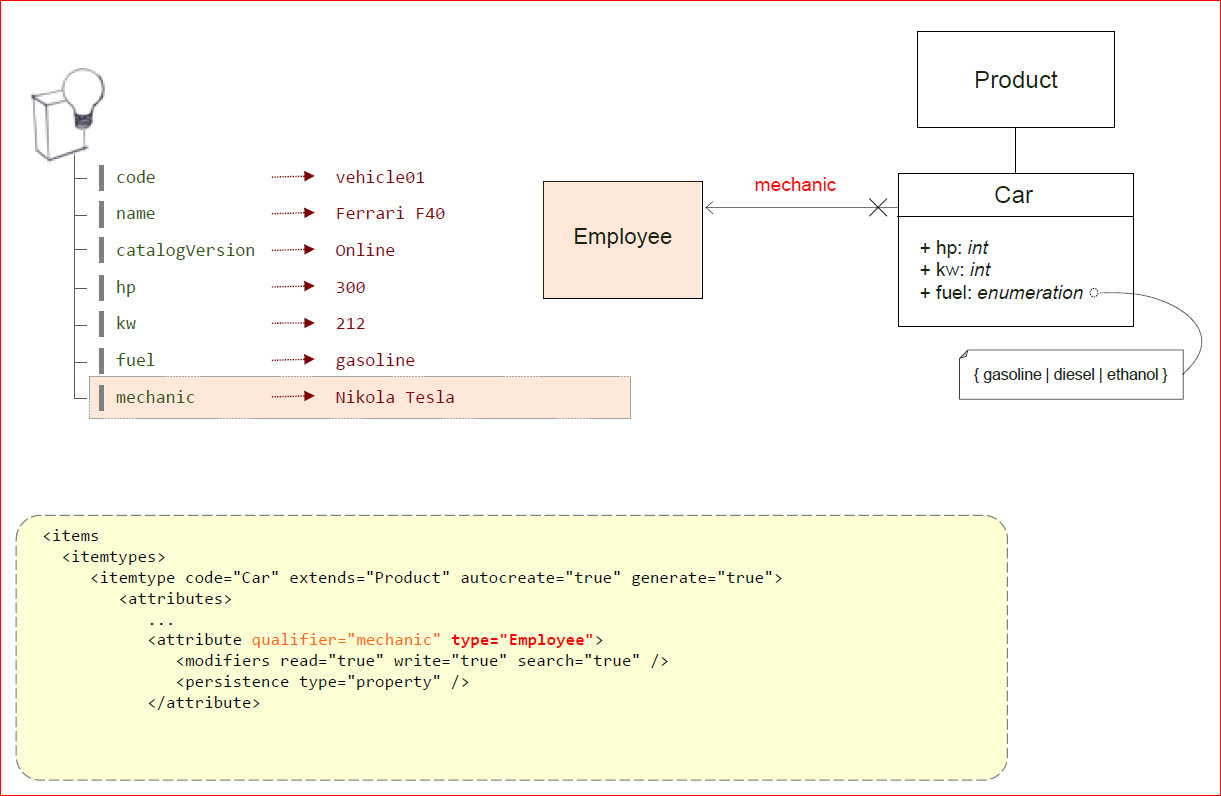 Product
code vehicle01
name Ferrari F40
catalogVersion Online
hp 300
kw 212
fuel gasoline
mechanic Nikola Tesla
Employee
mechanic
Car
+ hp: int
+ kw: int
+ fuel: enumeration
{ gasoline | diesel | ethanol }
<items
<itemtypes>
<itemtype code="Car" extends="Product" autocreate="true" generate="true">
<attributes>
...
<attribute qualifier="mechanic" type="Employee">
<modifiers read="true" write="true" search="true" />
<persistence type="property" />
</attribute>